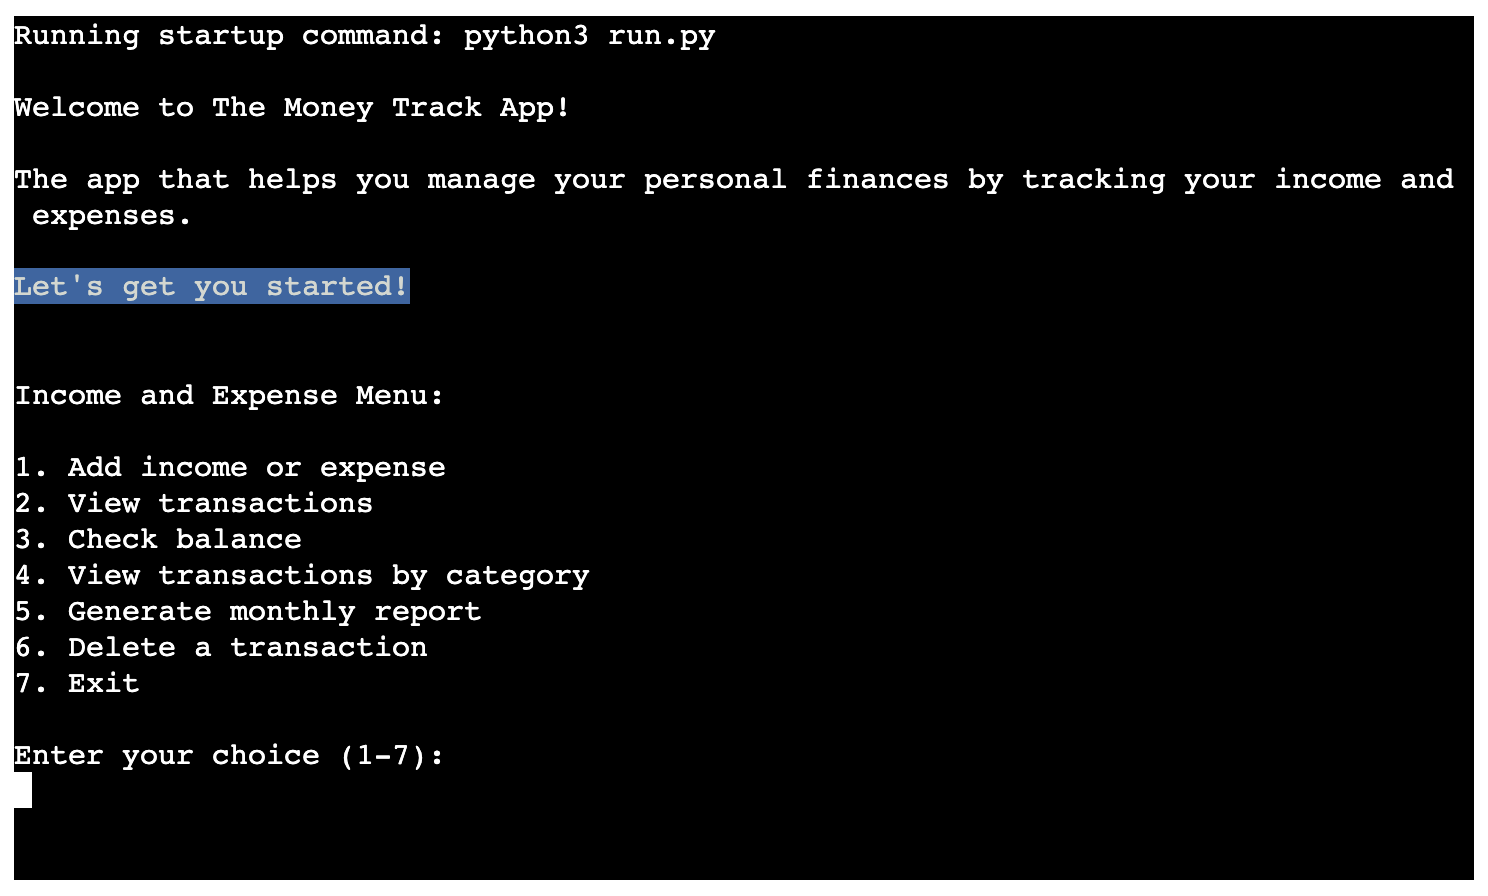 Running startup command: python3 run.py
Welcome to The Money Track App!
The app that helps you manage your personal finances by tracking your income and
expenses.
Let's get you started!
Income and Expense Menu:
1. Add income or expense
2. View transactions
3. Check balance
4. View transactions by category
5. Generate monthly report
6. Delete a transaction
7. Exit
Enter your choice (1-7):